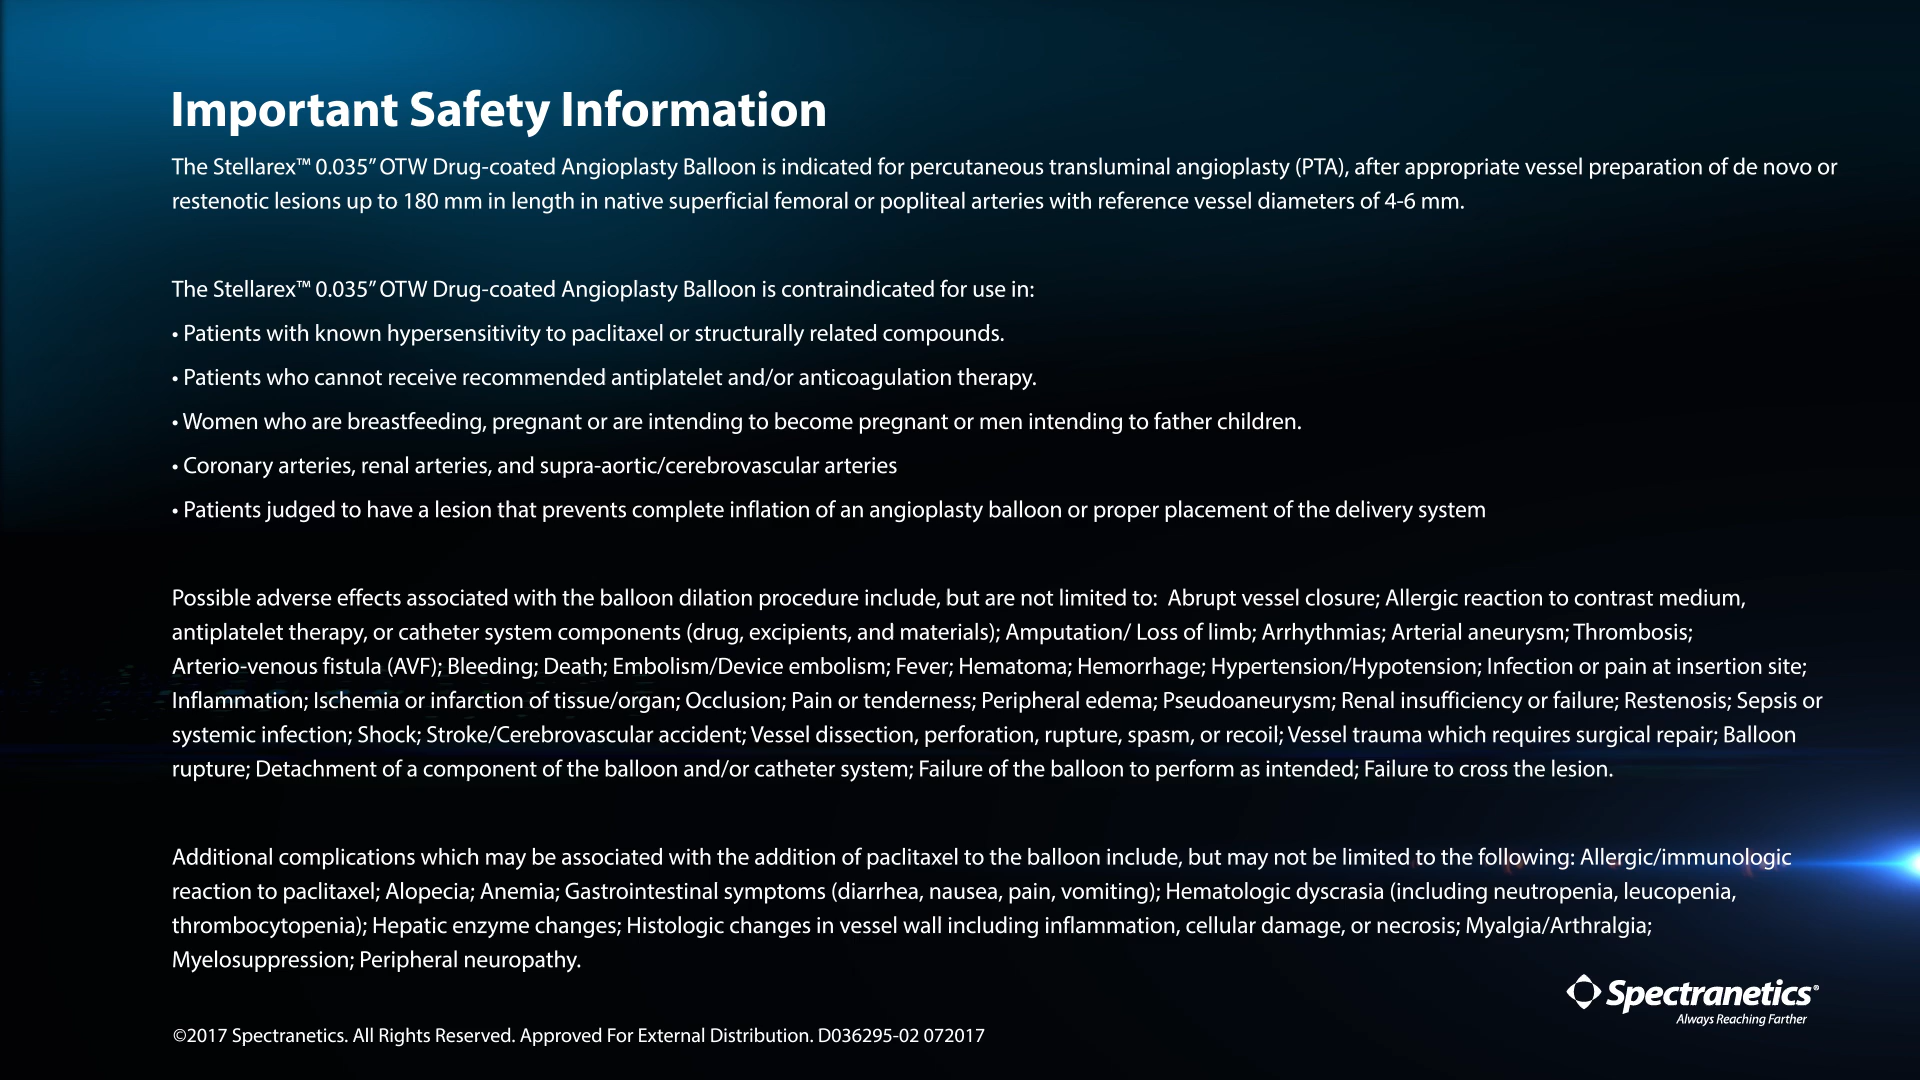 Important Safety Information
The Stellarex™ 0.035” OTW Drug-coated Angioplasty Balloon is indicated for percutaneous transluminal angioplasty (PTA), after appropriate vessel preparation of de novo or
restenotic lesions up to 180 mm in length in native superficial femoral or popliteal arteries with reference vessel diameters of 4-6 mm.
The Stellarex™ 0.035” OTW Drug-coated Angioplasty Balloon is contraindicated for use in:
• Patients with known hypersensitivity to paclitaxel or structurally related compounds.
• Patients who cannot receive recommended antiplatelet and/or anticoagulation therapy.
• Women who are breastfeeding, pregnant or are intending to become pregnant or men intending to father children.
• Coronary arteries, renal arteries, and supra-aortic/cerebrovascular arteries
• Patients judged to have a lesion that prevents complete inflation of an angioplasty balloon or proper placement of the delivery system
Possible adverse effects associated with the balloon dilation procedure include, but are not limited to:  Abrupt vessel closure; Allergic reaction to contrast medium,
antiplatelet therapy, or catheter system components (drug, excipients, and materials); Amputation/ Loss of limb; Arrhythmias; Arterial aneurysm; Thrombosis;
Arterio-venous fistula (AVF); Bleeding; Death; Embolism/Device embolism; Fever; Hematoma; Hemorrhage; Hypertension/Hypotension; Infection or pain at insertion site;
Inflammation; Ischemia or infarction of tissue/organ; Occlusion; Pain or tenderness; Peripheral edema; Pseudoaneurysm; Renal insufficiency or failure; Restenosis; Sepsis or
systemic infection; Shock; Stroke/Cerebrovascular accident; Vessel dissection, perforation, rupture, spasm, or recoil; Vessel trauma which requires surgical repair; Balloon
rupture; Detachment of a component of the balloon and/or catheter system; Failure of the balloon to perform as intended; Failure to cross the lesion.
Additional complications which may be associated with the addition of paclitaxel to the balloon include, but may not be limited to the following: Allergic/immunologic
reaction to paclitaxel; Alopecia; Anemia; Gastrointestinal symptoms (diarrhea, nausea, pain, vomiting); Hematologic dyscrasia (including neutropenia, leucopenia,
thrombocytopenia); Hepatic enzyme changes; Histologic changes in vessel wall including inflammation, cellular damage, or necrosis; Myalgia/Arthralgia;
Myelosuppression; Peripheral neuropathy.
Spectranetics®
Always Reaching Farther
©2017 Spectranetics. All Rights Reserved. Approved For External Distribution. D036295-02 072017